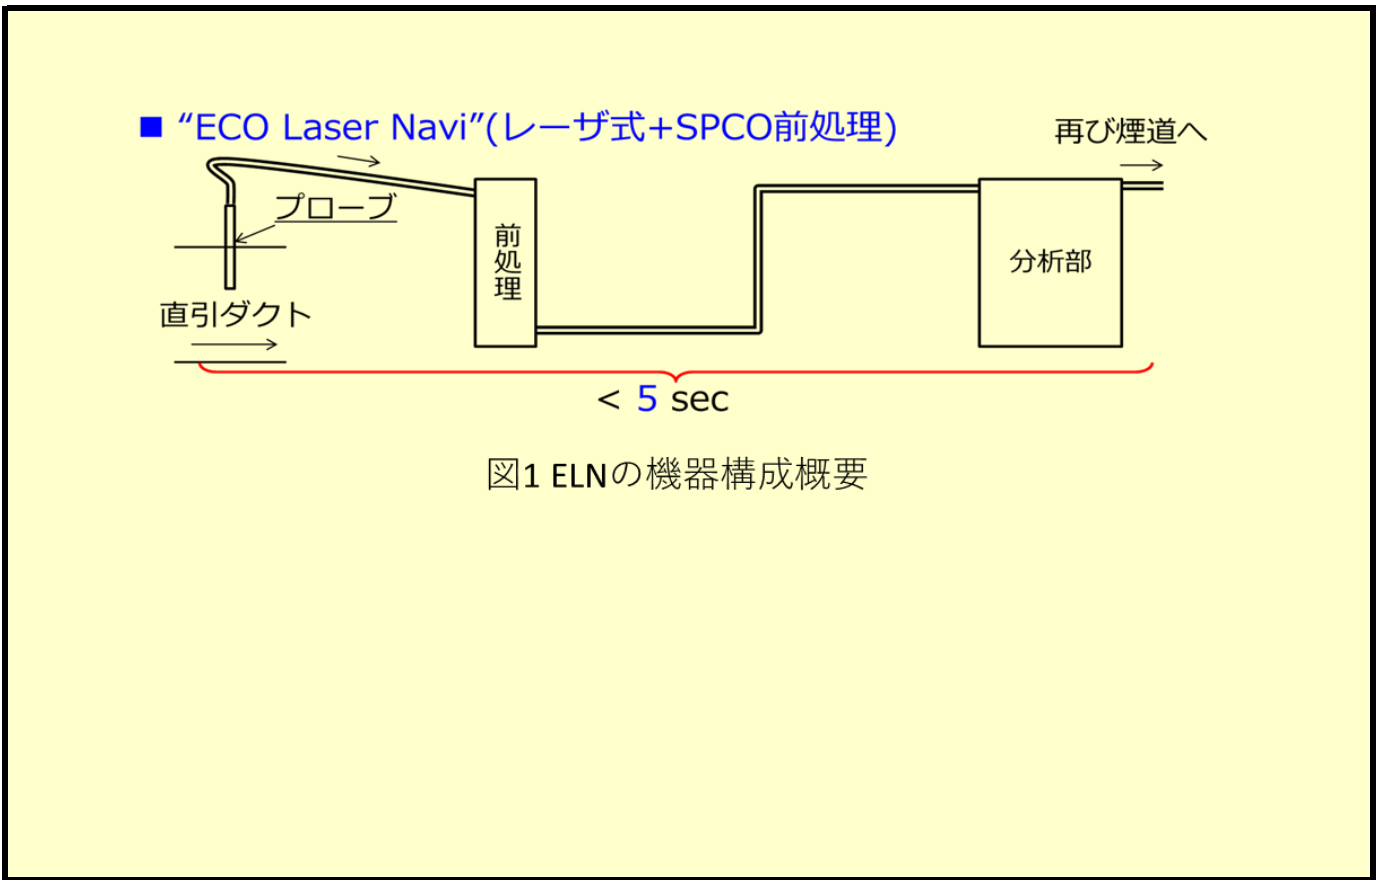 ■ “ECO Laser Navi”(レーザ式+SPCO前処理)
再び煙道へ
プローブ
前処理
分析部
直引ダクト
< 5 sec
図1 ELNの機器構成概要